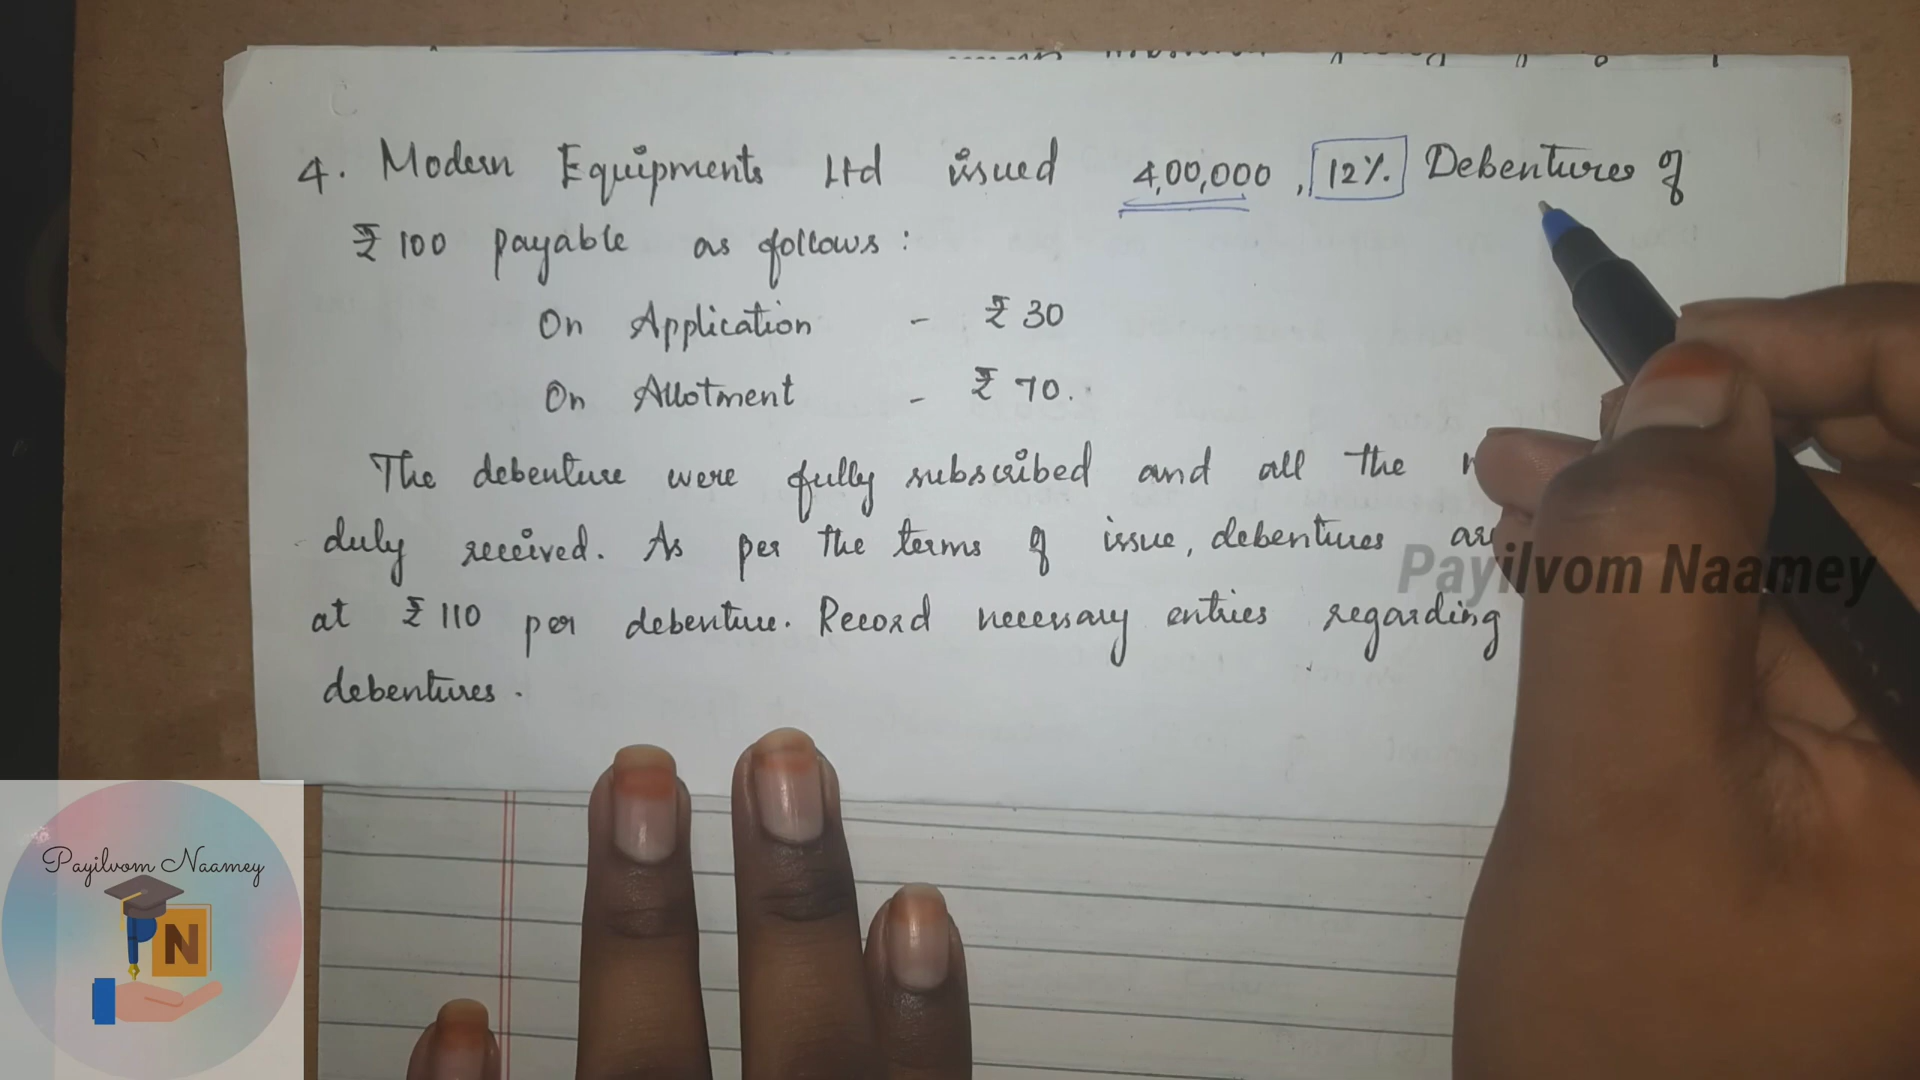 4. Modern Equipments Ltd issued 4,00,000, 12% Debentures of
₹ 100 payable as follows:
On Application - ₹ 30
On Allotment - ₹ 70.
The debenture were fully subscribed and all the
duly received. As per the terms of issue, debentures
at ₹ 110 per debenture. Record necessary entries regarding
debentures.
Payilvom Naamey
Payilvom Naamey
PN